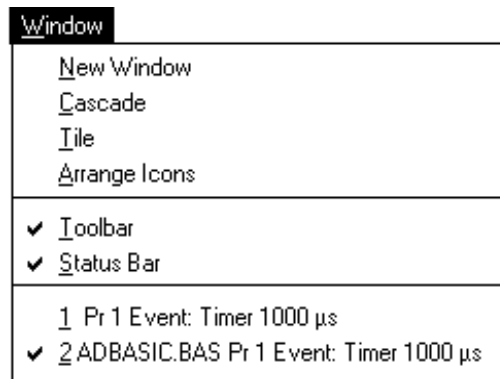 Window
New Window
Cascade
Tile
Arrange Icons
✔ Toolbar
✔ Status Bar
1 Pr 1 Event: Timer 1000 µs
✔ 2 ADBASIC.BAS Pr 1 Event: Timer 1000 µs